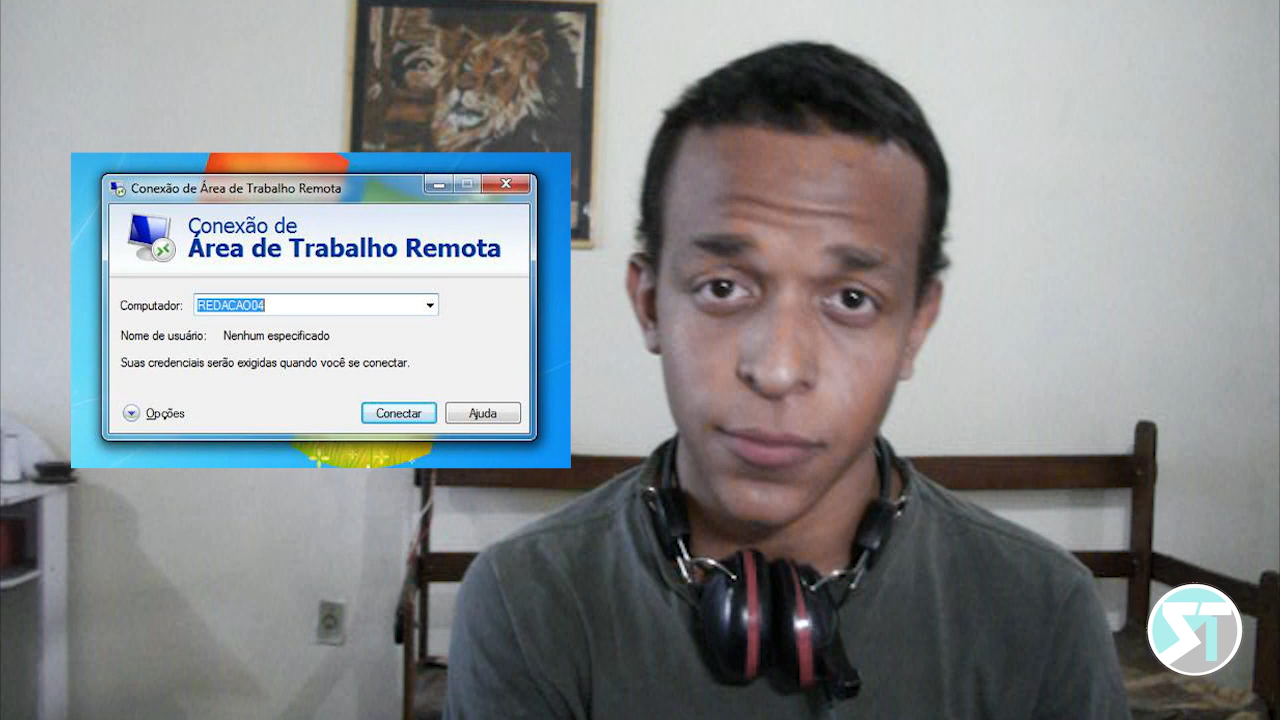 Conexão de Área de Trabalho Remota
Conexão de
Área de Trabalho Remota
Computador: REDACAO04
Nome de usuário: Nenhum especificado
Suas credenciais serão exigidas quando você se conectar.
Opções Conectar Ajuda
ST